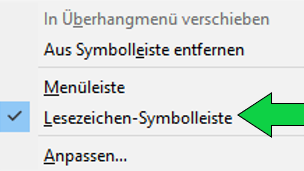 In Überhangmenü verschieben
Aus Symbolleiste entfernen
Menüleiste
Lesezeichen-Symbolleiste
Anpassen...